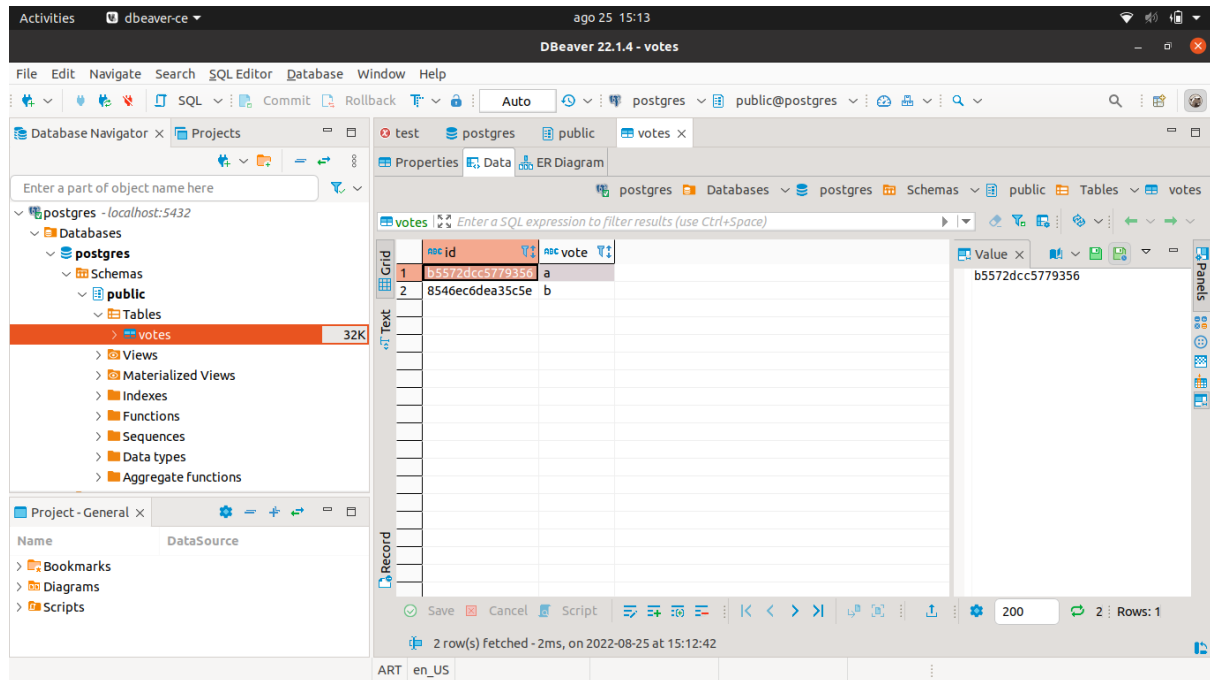 Activities dbeaver-ce ago 25 15:13
DBeaver 22.1.4 - votes
File Edit Navigate Search SQL Editor Database Window Help
SQL Commit Rollback T Auto postgres public@postgres
Database Navigator Projects
test postgres public votes
Properties Data ER Diagram
Enter a part of object name here
postgres Databases postgres Schemas public Tables votes
postgres - localhost:5432
Databases
postgres
Schemas
public
Tables
votes 32K
Views
Materialized Views
Indexes
Functions
Sequences
Data types
Aggregate functions
votes Enter a SQL expression to filter results (use Ctrl+Space)
Grid
Text
Record
ABC id ABC vote
1 b5572dcc5779356 a
2 8546ec6dea35c5e b
Value
b5572dcc5779356
Panels
Project - General
Name DataSource
Bookmarks
Diagrams
Scripts
Save Cancel Script 200 2 Rows: 1
2 row(s) fetched - 2ms, on 2022-08-25 at 15:12:42
ART en_US